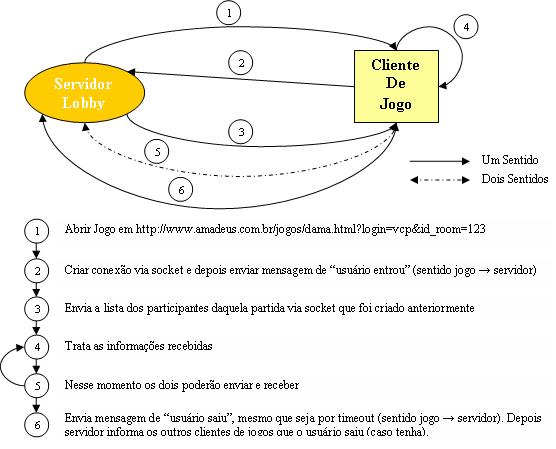 1
4
Servidor
Lobby
2
Cliente
De
Jogo
3
5
6
Um Sentido
Dois Sentidos
1 Abrir Jogo em http://www.amadeus.com.br/jogos/dama.html?login=vcp&id_room=123
2 Criar conexão via socket e depois enviar mensagem de “usuário entrou” (sentido jogo → servidor)
3 Envia a lista dos participantes daquela partida via socket que foi criado anteriormente
4 Trata as informações recebidas
5 Nesse momento os dois poderão enviar e receber
6 Envia mensagem de “usuário saiu”, mesmo que seja por timeout (sentido jogo → servidor). Depois
servidor informa os outros clientes de jogos que o usuário saiu (caso tenha).